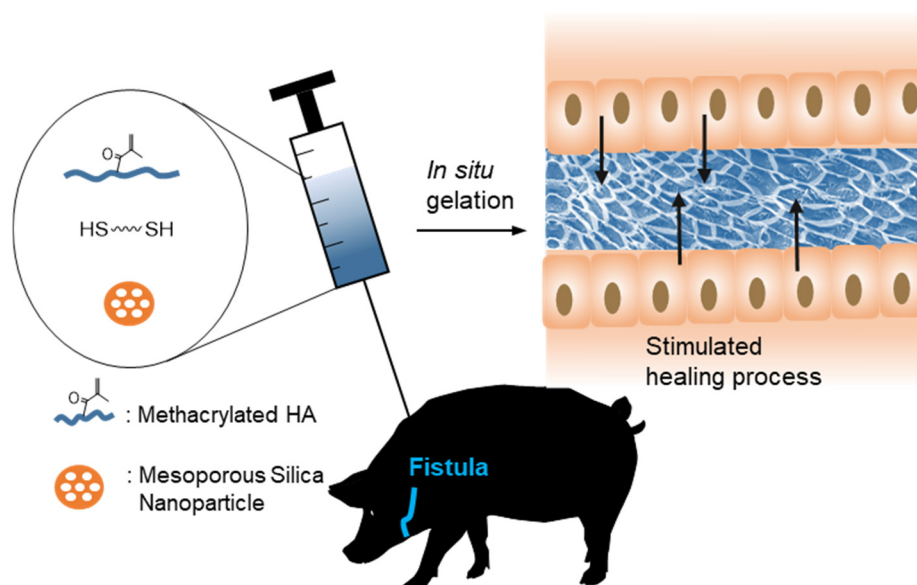 O
HS SH
O
: Methacrylated HA
: Mesoporous Silica
Nanoparticle
In situ
gelation
Stimulated
healing process
Fistula